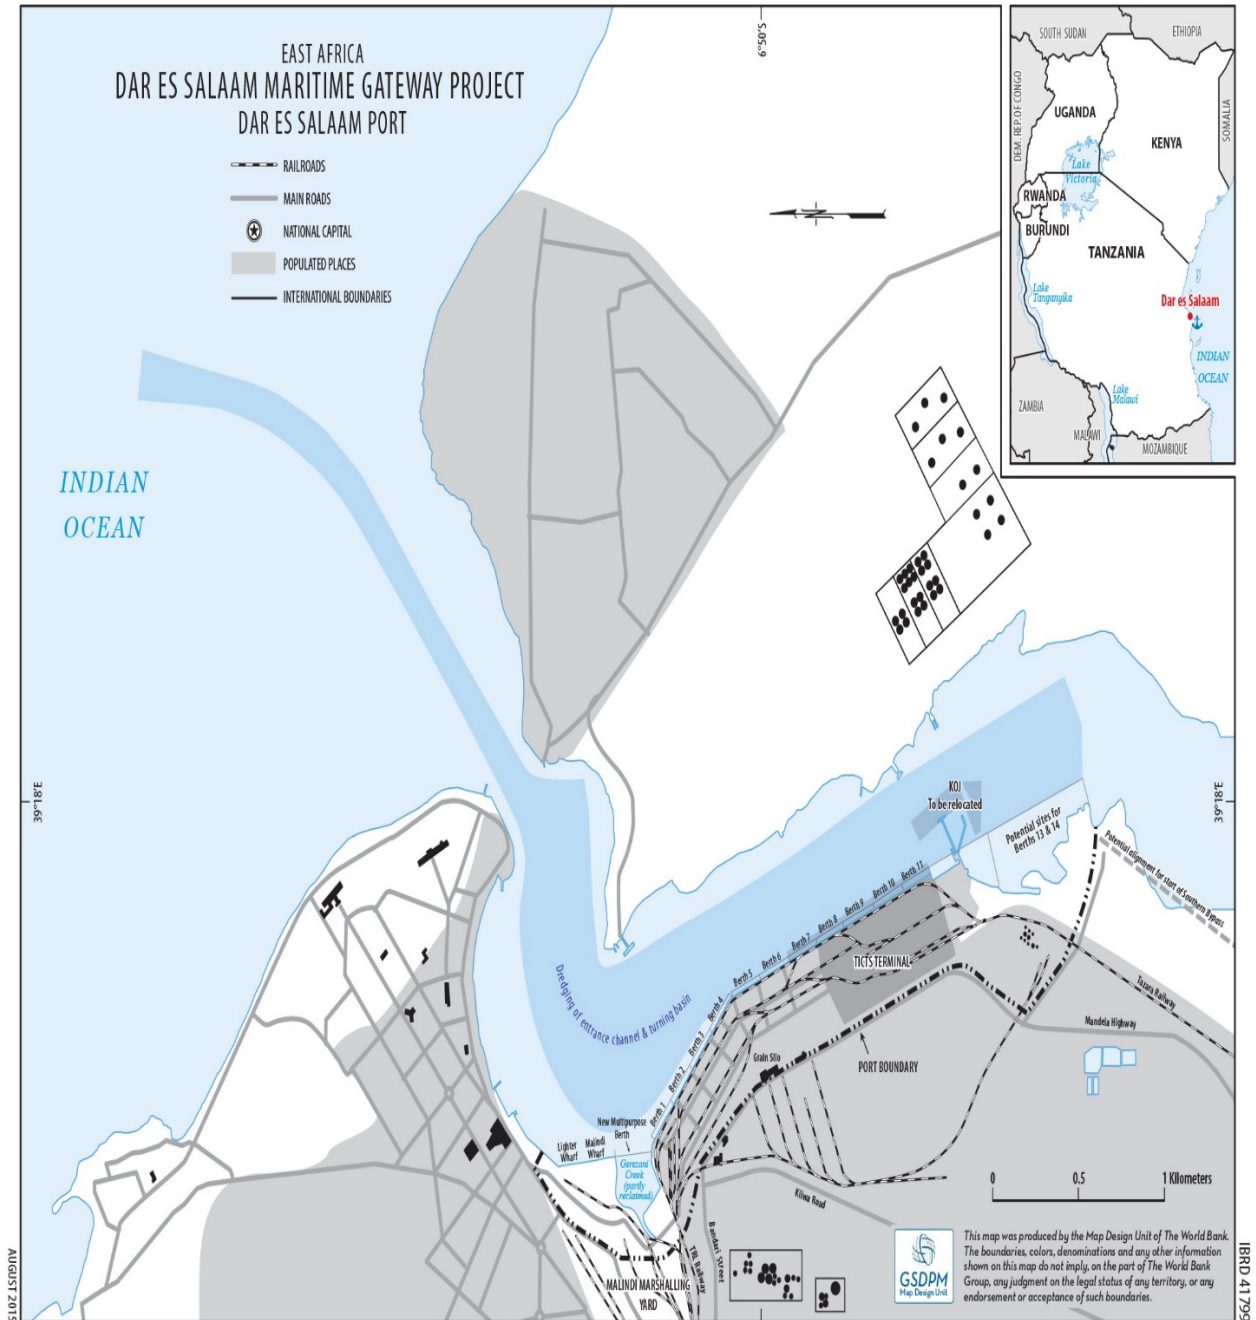 EAST AFRICA
DAR ES SALAAM MARITIME GATEWAY PROJECT
DAR ES SALAAM PORT
RAILROADS
MAIN ROADS
NATIONAL CAPITAL
POPULATED PLACES
INTERNATIONAL BOUNDARIES
6°50'S
N
SOUTH SUDAN
ETHIOPIA
DEM. REP. OF CONGO
UGANDA
KENYA
SOMALIA
Lake
Victoria
RWANDA
BURUNDI
TANZANIA
Lake
Tanganyika
Dar es Salaam
INDIAN
OCEAN
ZAMBIA
Lake
Malawi
MALAWI
MOZAMBIQUE
INDIAN
OCEAN
39°18'E
39°18'E
KOJ
To be relocated
Potential sites for
Berths 13 & 14
Potential alignment for start of Southern Bypass
Berth 11
Berth 10
Berth 9
Berth 8
Berth 7
Berth 6
Berth 5
Berth 4
Berth 3
Berth 2
Berth 1
TICTS TERMINAL
Dredging of entrance channel & turning basin
Tazara Railway
Mandela Highway
PORT BOUNDARY
Grain Silo
New Multipurpose
Berth
Lighter
Wharf
Malindi
Wharf
Gerezani
Creek
(partly
reclaimed)
Kilwa Road
Bandari Street
TRL Railway
MALINDI MARSHALLING
YARD
0 0.5 1 Kilometers
GSDPM
Map Design Unit
This map was produced by the Map Design Unit of The World Bank.
The boundaries, colors, denominations and any other information
shown on this map do not imply, on the part of The World Bank
Group, any judgment on the legal status of any territory, or any
endorsement or acceptance of such boundaries.
AUGUST 2015
IBRD 41799